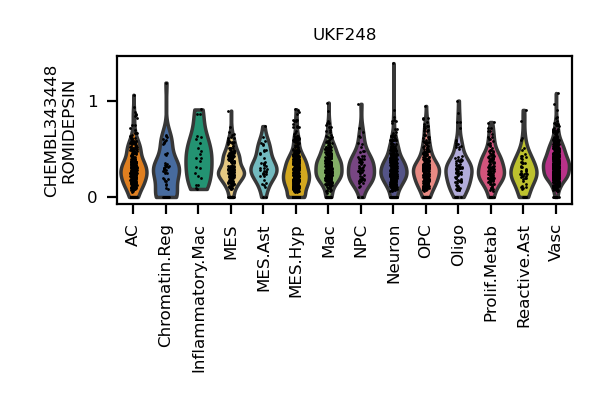 UKF248
CHEMBL343448
ROMIDEPSIN
1
0
AC
Chromatin.Reg
Inflammatory.Mac
MES
MES.Ast
MES.Hyp
Mac
NPC
Neuron
OPC
Oligo
Prolif.Metab
Reactive.Ast
Vasc